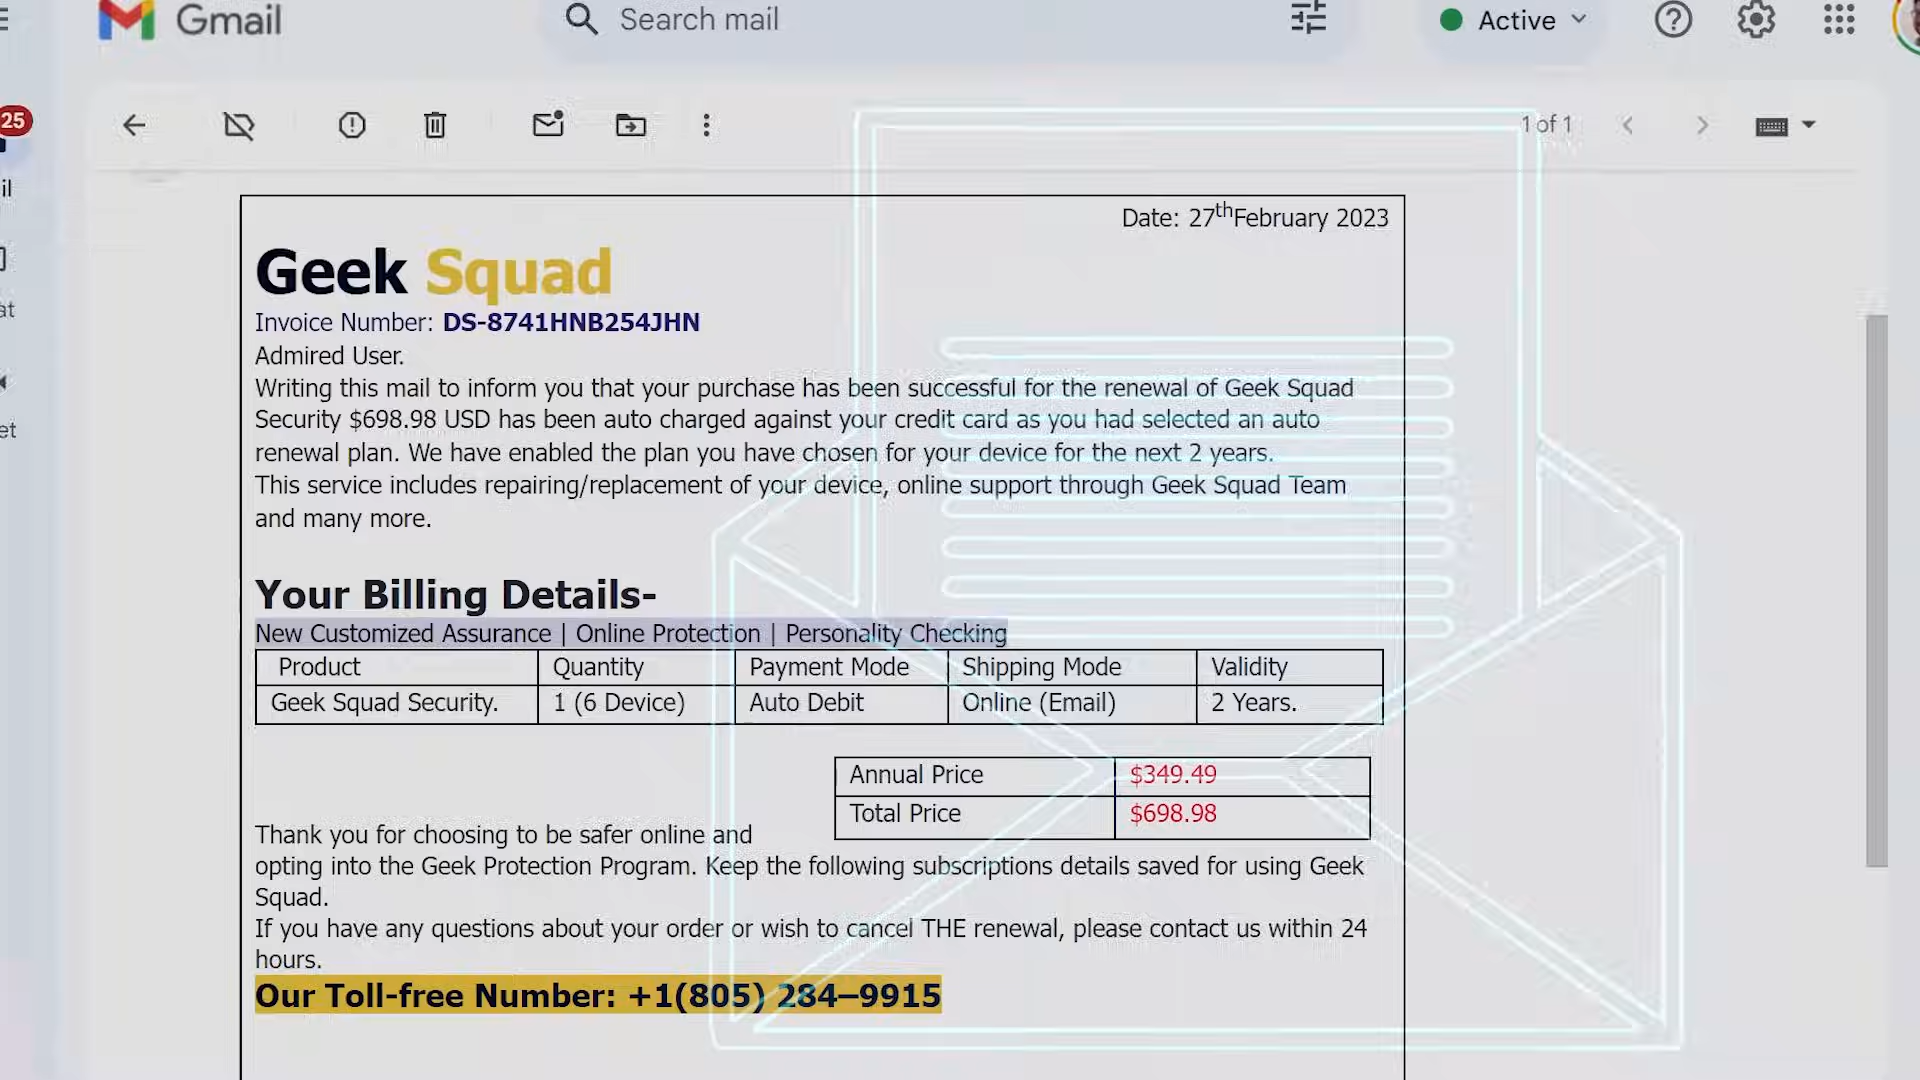 Gmail
Search mail
Active
25
1 of 1
il
at
et
Date: 27thFebruary 2023
Geek Squad
Invoice Number: DS-8741HNB254JHN
Admired User.
Writing this mail to inform you that your purchase has been successful for the renewal of Geek Squad
Security $698.98 USD has been auto charged against your credit card as you had selected an auto
renewal plan. We have enabled the plan you have chosen for your device for the next 2 years.
This service includes repairing/replacement of your device, online support through Geek Squad Team
and many more.
Your Billing Details-
New Customized Assurance | Online Protection | Personality Checking
Product Quantity Payment Mode Shipping Mode Validity
Geek Squad Security. 1 (6 Device) Auto Debit Online (Email) 2 Years.
Annual Price $349.49
Total Price $698.98
Thank you for choosing to be safer online and
opting into the Geek Protection Program. Keep the following subscriptions details saved for using Geek
Squad.
If you have any questions about your order or wish to cancel THE renewal, please contact us within 24
hours.
Our Toll-free Number: +1(805) 284–9915